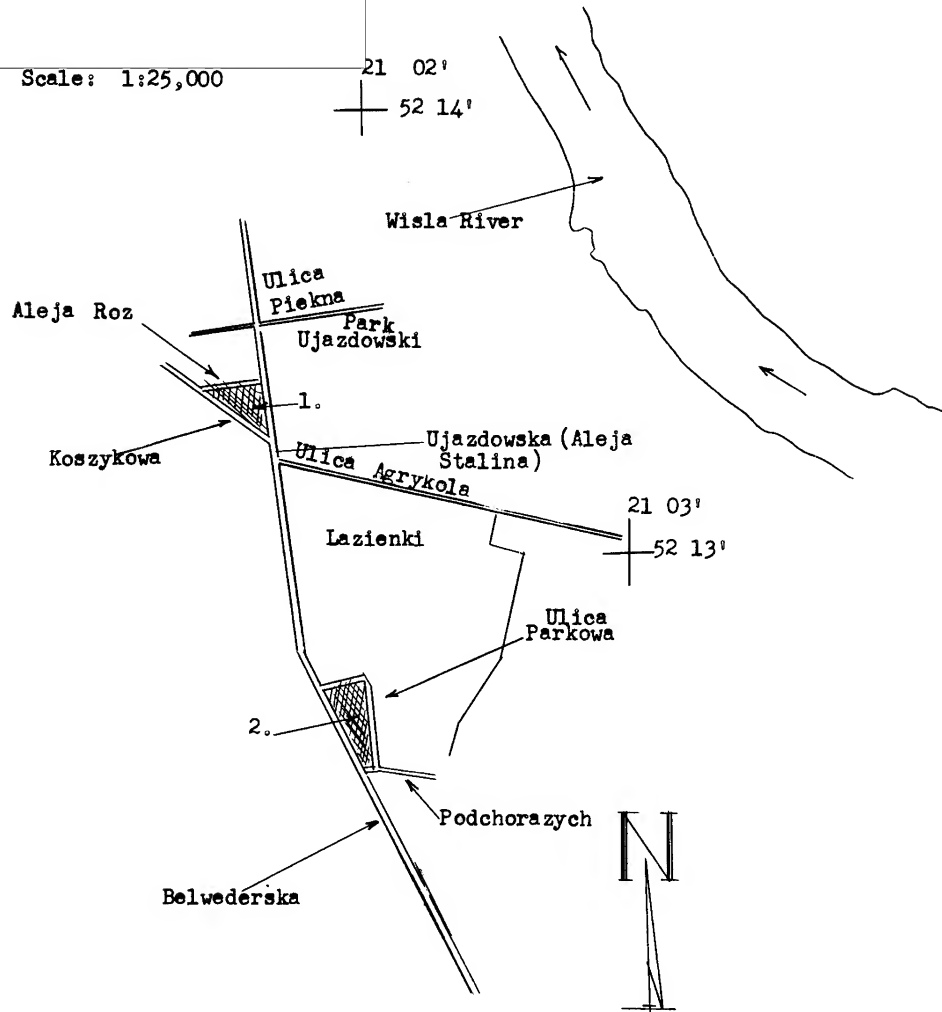 Scale: 1:25,000
21 02'
52 14'
Wisla River
Ulica
Piekna
Aleja Roz
Park
Ujazdowski
1.
Koszykowa
Ujazdowska (Aleja
Stalina)
Ulica Agrykola
21 03'
52 13'
Lazienki
Ulica
Parkowa
2.
Podchorazych
Belwederska
N